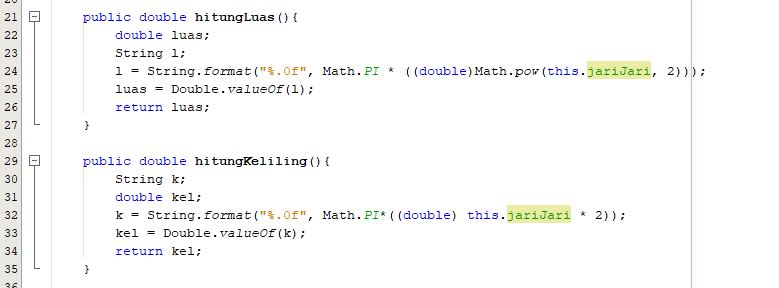 21 public double hitungLuas(){
22 double luas;
23 String l;
24 l = String.format("%.0f", Math.PI * ((double)Math.pow(this.jariJari, 2)));
25 luas = Double.valueOf(l);
26 return luas;
27 }
28
29 public double hitungKeliling(){
30 String k;
31 double kel;
32 k = String.format("%.0f", Math.PI*((double) this.jariJari * 2));
33 kel = Double.valueOf(k);
34 return kel;
35 }
36